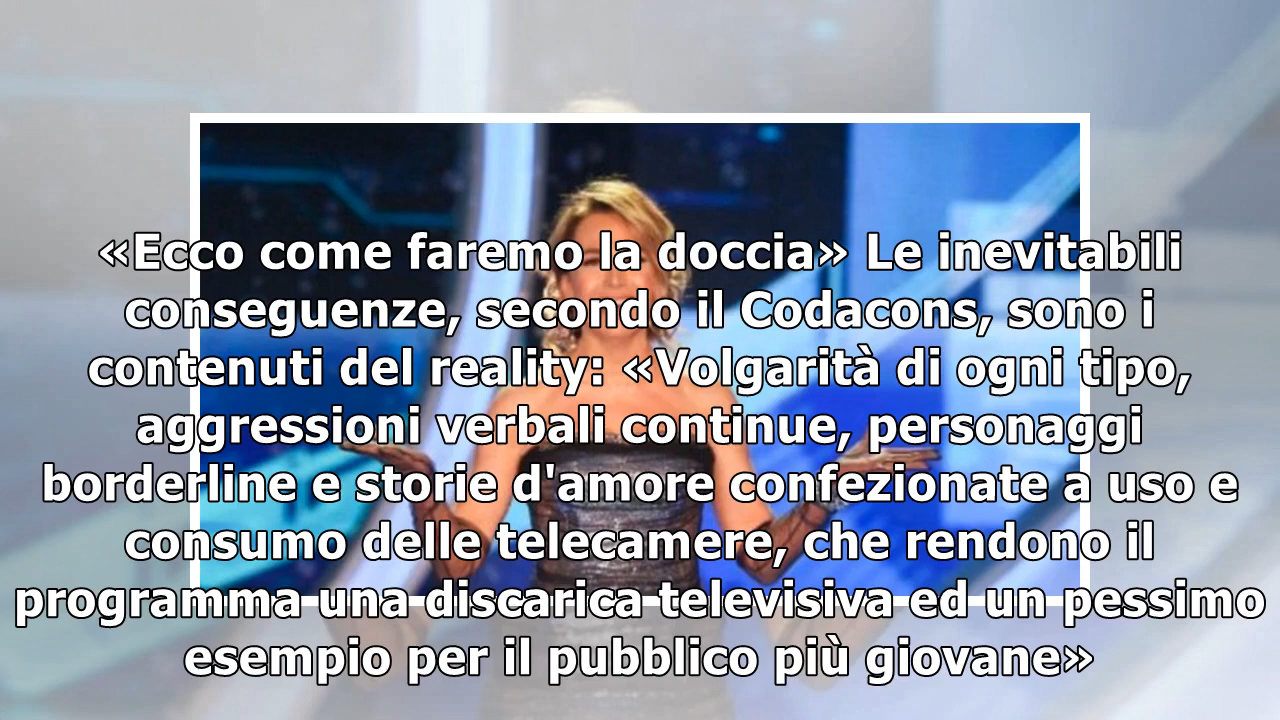 «Ecco come faremo la doccia» Le inevitabili
conseguenze, secondo il Codacons, sono i
contenuti del reality: «Volgarità di ogni tipo,
aggressioni verbali continue, personaggi
borderline e storie d'amore confezionate a uso e
consumo delle telecamere, che rendono il
programma una discarica televisiva ed un pessimo
esempio per il pubblico più giovane»